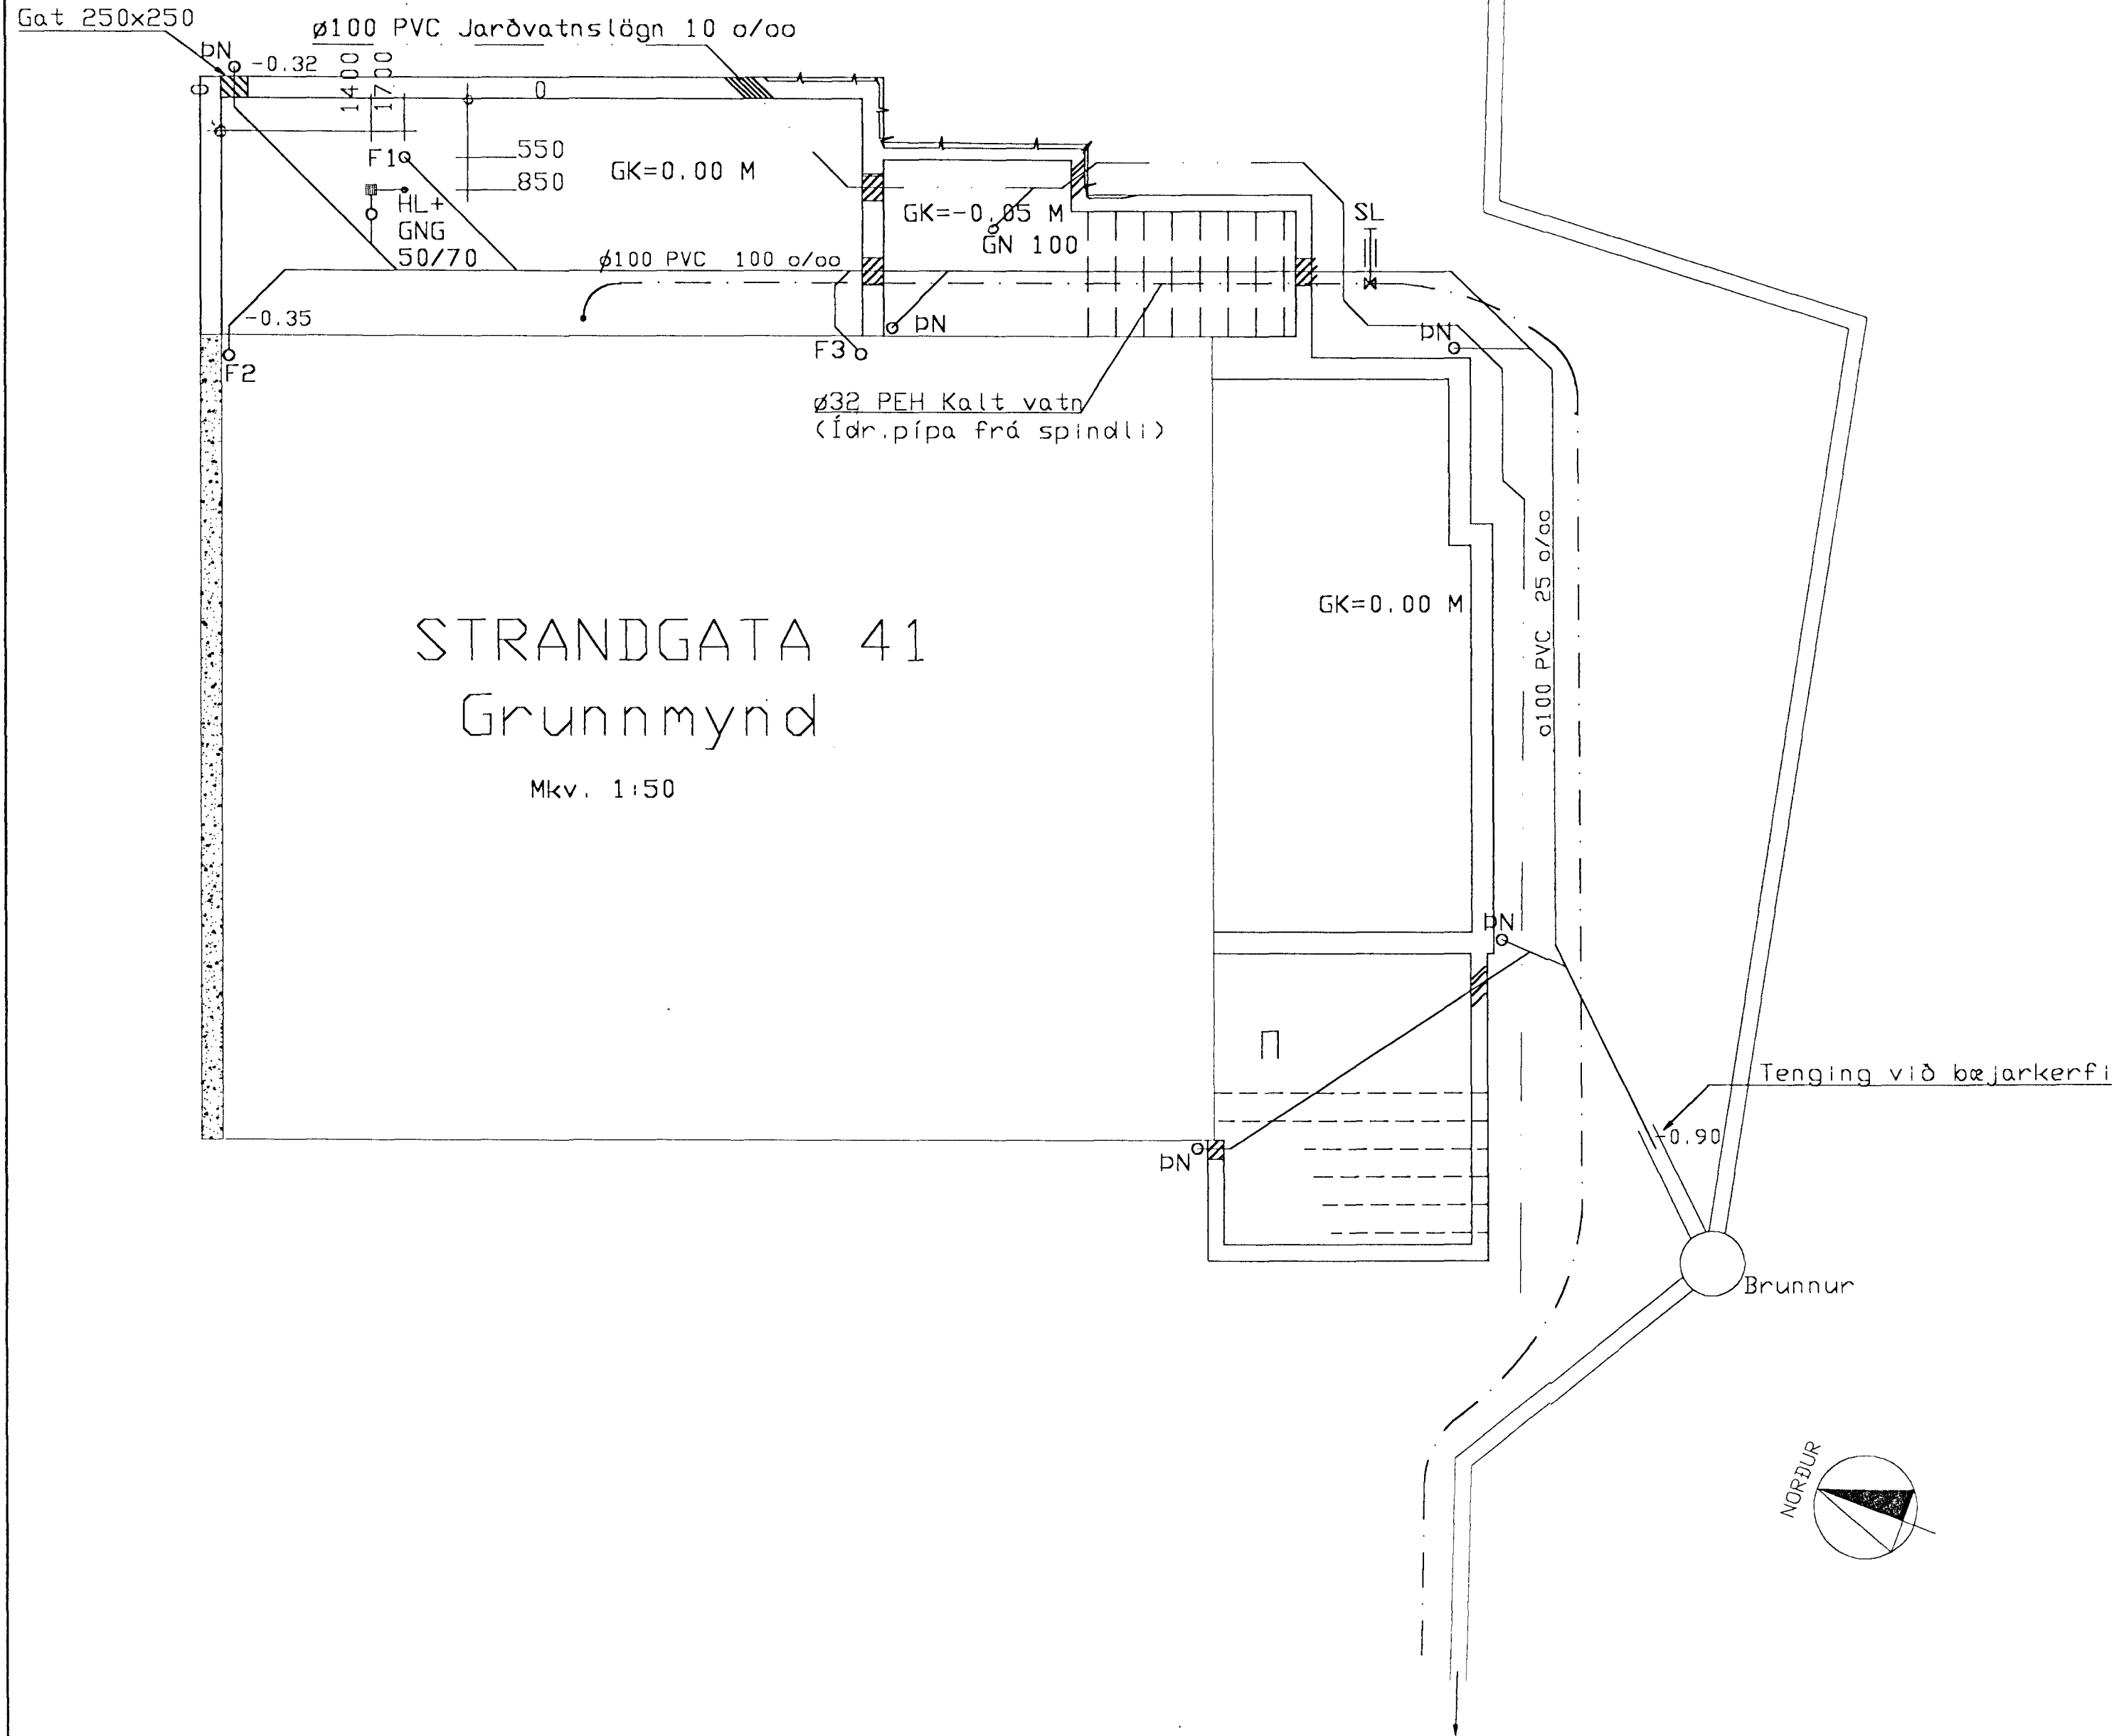 Gat 250x250
ø100 PVC Jarðvatnslögn 10 o/oo
ÞN
-0.32
1400
1700
0
0
F1
550
850
GK=0.00 M
HL+
GNG
50/70
GK=-0.05 M
GN 100
SL
ø100 PVC 100 o/oo
-0.35
ÞN
ÞN
F3
F2
ø32 PEH Kalt vatn
(Ídr.pípa frá spindli)
ø100 PVC 25 o/oo
GK=0.00 M
STRANDGATA 41
Grunnmynd
Mkv. 1:50
ÞN
Tenging við bæjarkerfi
-0.90
ÞN
Brunnur
NORÐUR